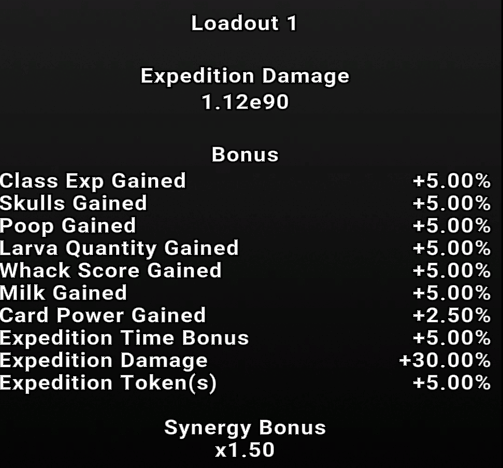 Loadout 1
Expedition Damage
1.12e90
Bonus
Class Exp Gained +5.00%
Skulls Gained +5.00%
Poop Gained +5.00%
Larva Quantity Gained +5.00%
Whack Score Gained +5.00%
Milk Gained +5.00%
Card Power Gained +2.50%
Expedition Time Bonus +5.00%
Expedition Damage +30.00%
Expedition Token(s) +5.00%
Synergy Bonus
x1.50